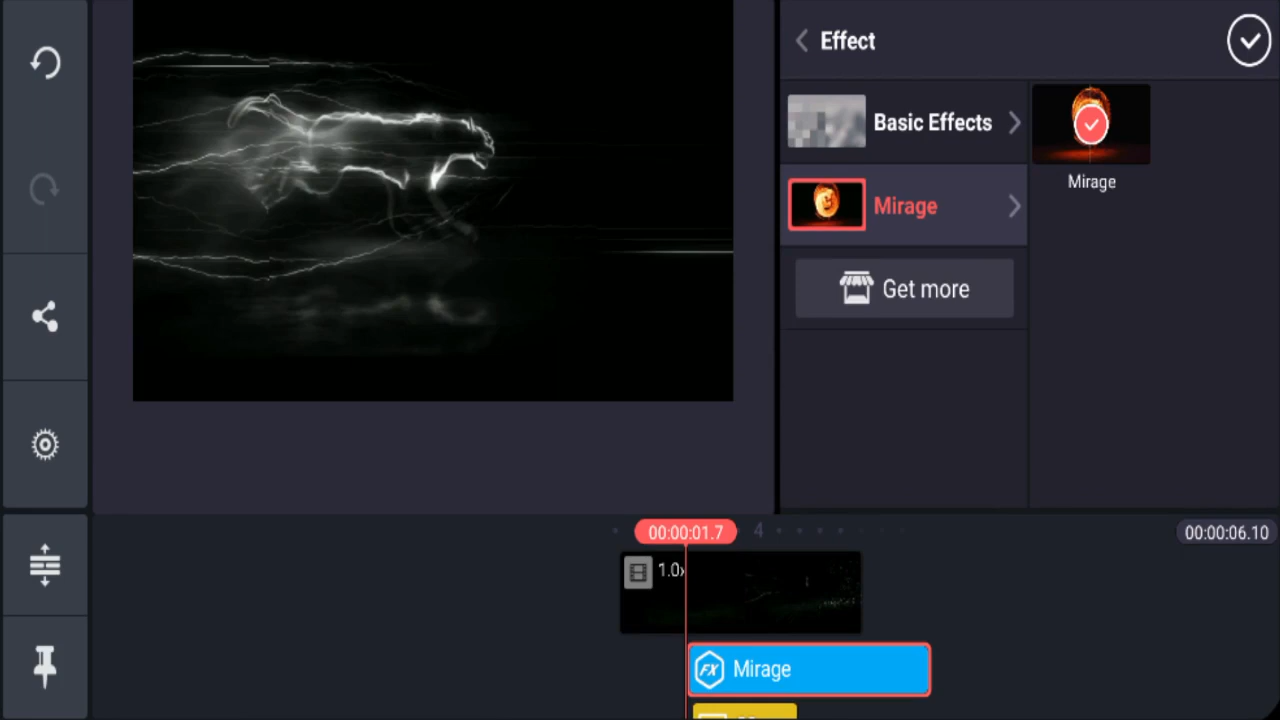 Effect
Basic Effects
Mirage
Mirage
Get more
00:00:01.7
4
00:00:06.10
1.0x
FX Mirage